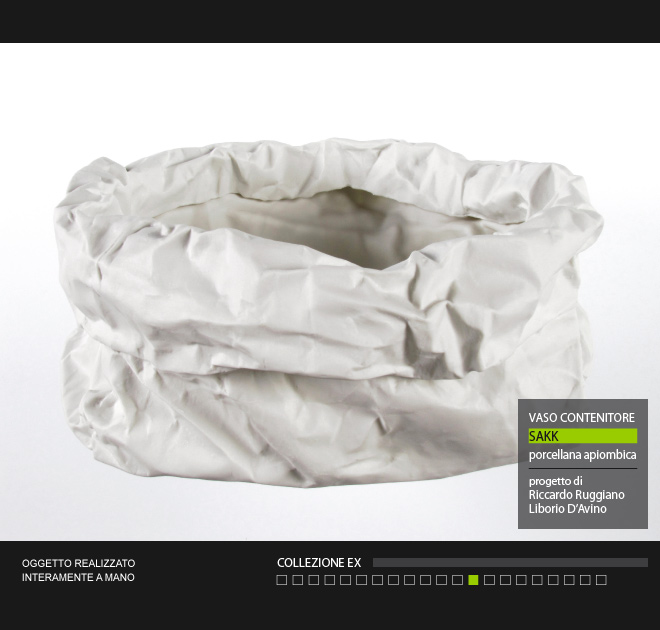 VASO CONTENITORE
SAKK
porcellana apiombica
progetto di
Riccardo Ruggiano
Liborio D'Avino
OGGETTO REALIZZATO
INTERAMENTE A MANO
COLLEZIONE EX